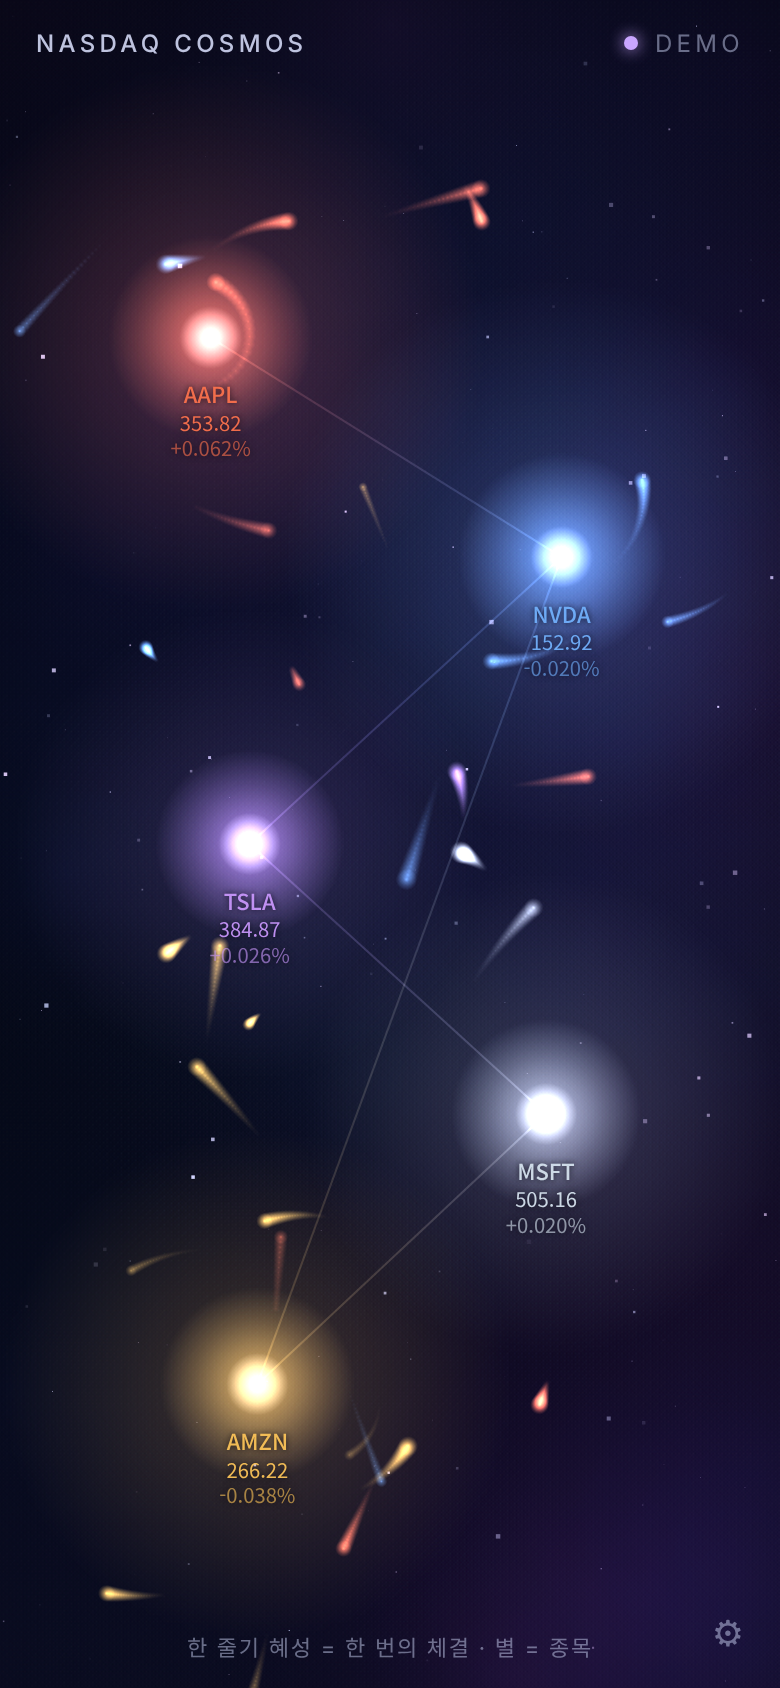 NASDAQ COSMOS
DEMO
AAPL
353.82
+0.062%
NVDA
152.92
-0.020%
TSLA
384.87
+0.026%
MSFT
505.16
+0.020%
AMZN
266.22
-0.038%
한 줄기 혜성 = 한 번의 체결 · 별 = 종목